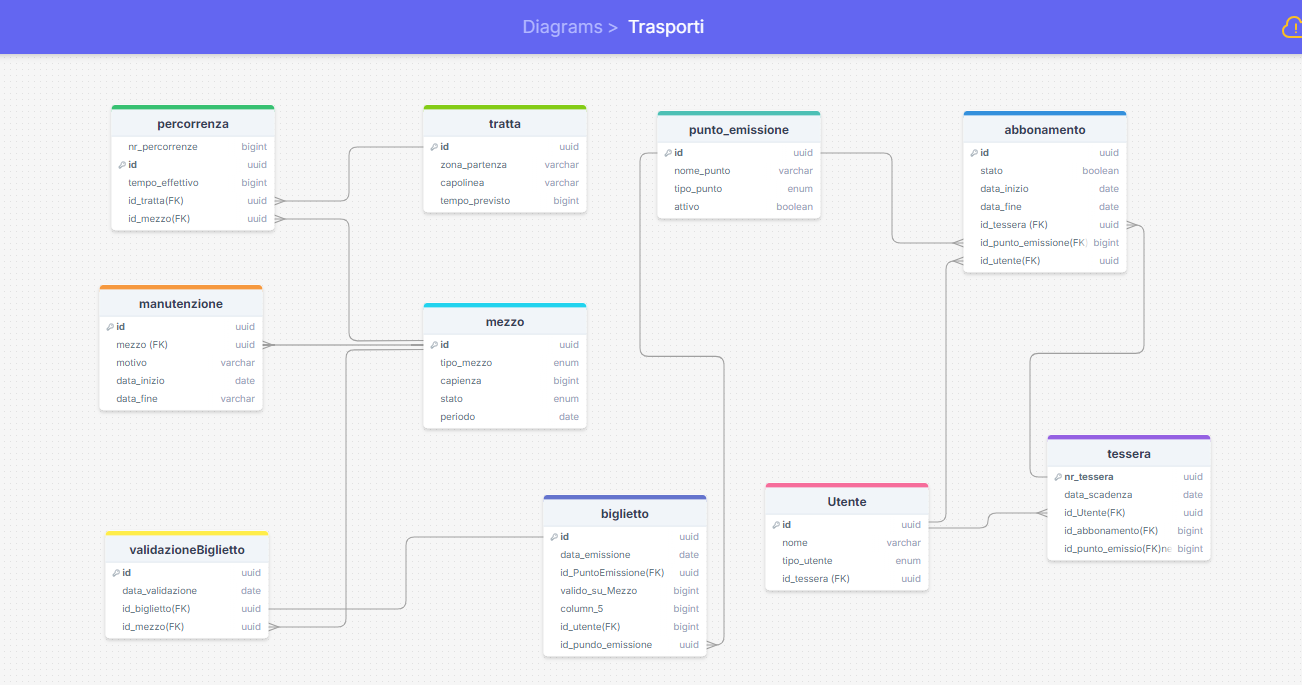 Diagrams > Trasporti
percorrenza
nr_percorrenze bigint
id uuid
tempo_effettivo bigint
id_tratta(FK) uuid
id_mezzo(FK) uuid
tratta
id uuid
zona_partenza varchar
capolinea varchar
tempo_previsto bigint
punto_emissione
id uuid
nome_punto varchar
tipo_punto enum
attivo boolean
abbonamento
id uuid
stato boolean
data_inizio date
data_fine date
id_tessera (FK) uuid
id_punto_emissione(FK bigint
id_utente(FK) uuid
manutenzione
id uuid
mezzo (FK) uuid
motivo varchar
data_inizio date
data_fine varchar
mezzo
id uuid
tipo_mezzo enum
capienza bigint
stato enum
periodo date
tessera
nr_tessera uuid
data_scadenza date
id_Utente(FK) uuid
id_abbonamento(FK) bigint
id_punto_emissio(FK)ne bigint
Utente
id uuid
nome varchar
tipo_utente enum
id_tessera (FK) uuid
biglietto
id uuid
data_emissione date
id_PuntoEmissione(FK) uuid
valido_su_Mezzo bigint
column_5 bigint
id_utente(FK) bigint
id_pundo_emissione uuid
validazioneBiglietto
id uuid
data_validazione date
id_biglietto(FK) uuid
id_mezzo(FK) uuid